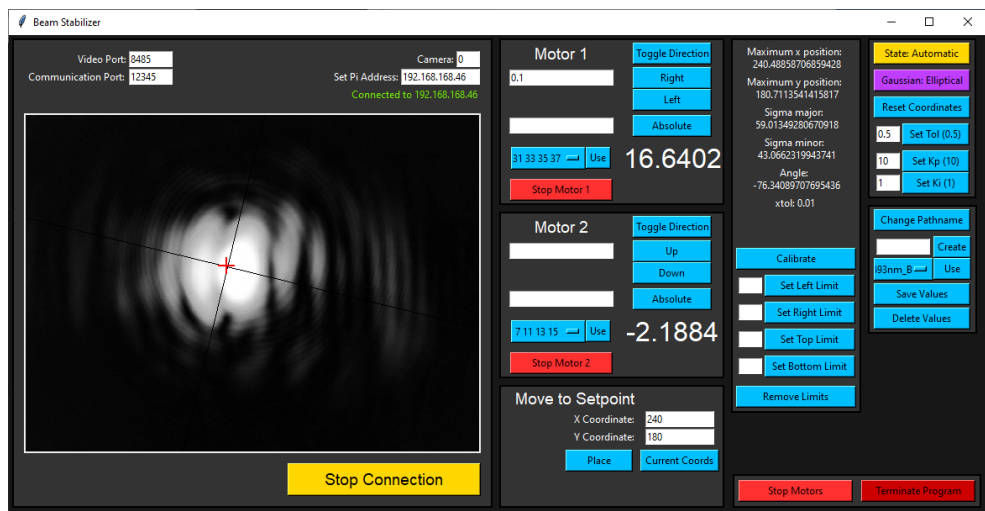 Beam Stabilizer
Video Port: 8485
Communication Port: 12345
Camera: 0
Set Pi Address: 192.168.168.46
Connected to 192.168.168.46
Stop Connection
Motor 1
Toggle Direction
0.1
Right
Left
Absolute
31 33 35 37
Use
16.6402
Stop Motor 1
Motor 2
Toggle Direction
Up
Down
Absolute
7 11 13 15
Use
-2.1884
Stop Motor 2
Move to Setpoint
X Coordinate: 240
Y Coordinate: 180
Place
Current Coords
Maximum x position:
240.48858706859428
Maximum y position:
180.7113541415817
Sigma major:
59.01349280670918
Sigma minor:
43.0662319943741
Angle:
-76.34089707695436
xtol: 0.01
Calibrate
Set Left Limit
Set Right Limit
Set Top Limit
Set Bottom Limit
Remove Limits
State: Automatic
Gaussian: Elliptical
Reset Coordinates
0.5
Set Tol (0.5)
10
Set Kp (10)
1
Set Ki (1)
Change Pathname
Create
Use
Save Values
Delete Values
Stop Motors
Terminate Program